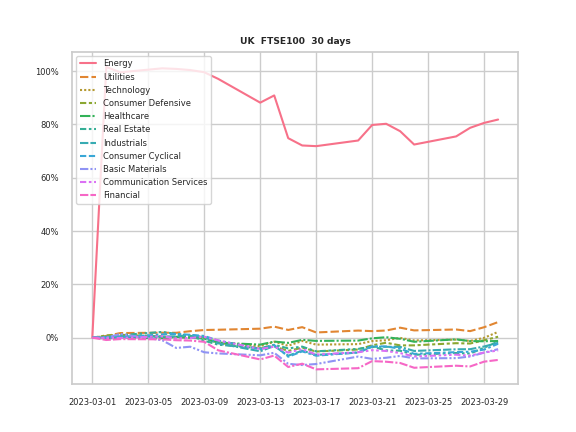 UK FTSE100 30 days
100%
80%
60%
40%
20%
0%
Energy
Utilities
Technology
Consumer Defensive
Healthcare
Real Estate
Industrials
Consumer Cyclical
Basic Materials
Communication Services
Financial
2023-03-01 2023-03-05 2023-03-09 2023-03-13 2023-03-17 2023-03-21 2023-03-25 2023-03-29